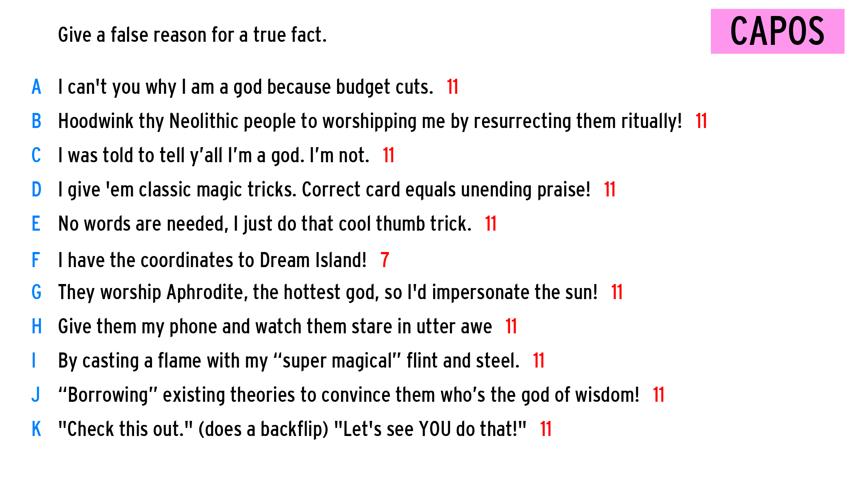 Give a false reason for a true fact.
CAPOS
A I can't you why I am a god because budget cuts. 11
B Hoodwink thy Neolithic people to worshipping me by resurrecting them ritually! 11
C I was told to tell y’all I’m a god. I’m not. 11
D I give 'em classic magic tricks. Correct card equals unending praise! 11
E No words are needed, I just do that cool thumb trick. 11
F I have the coordinates to Dream Island! 7
G They worship Aphrodite, the hottest god, so I'd impersonate the sun! 11
H Give them my phone and watch them stare in utter awe 11
I By casting a flame with my “super magical” flint and steel. 11
J “Borrowing” existing theories to convince them who’s the god of wisdom! 11
K "Check this out." (does a backflip) "Let's see YOU do that!" 11